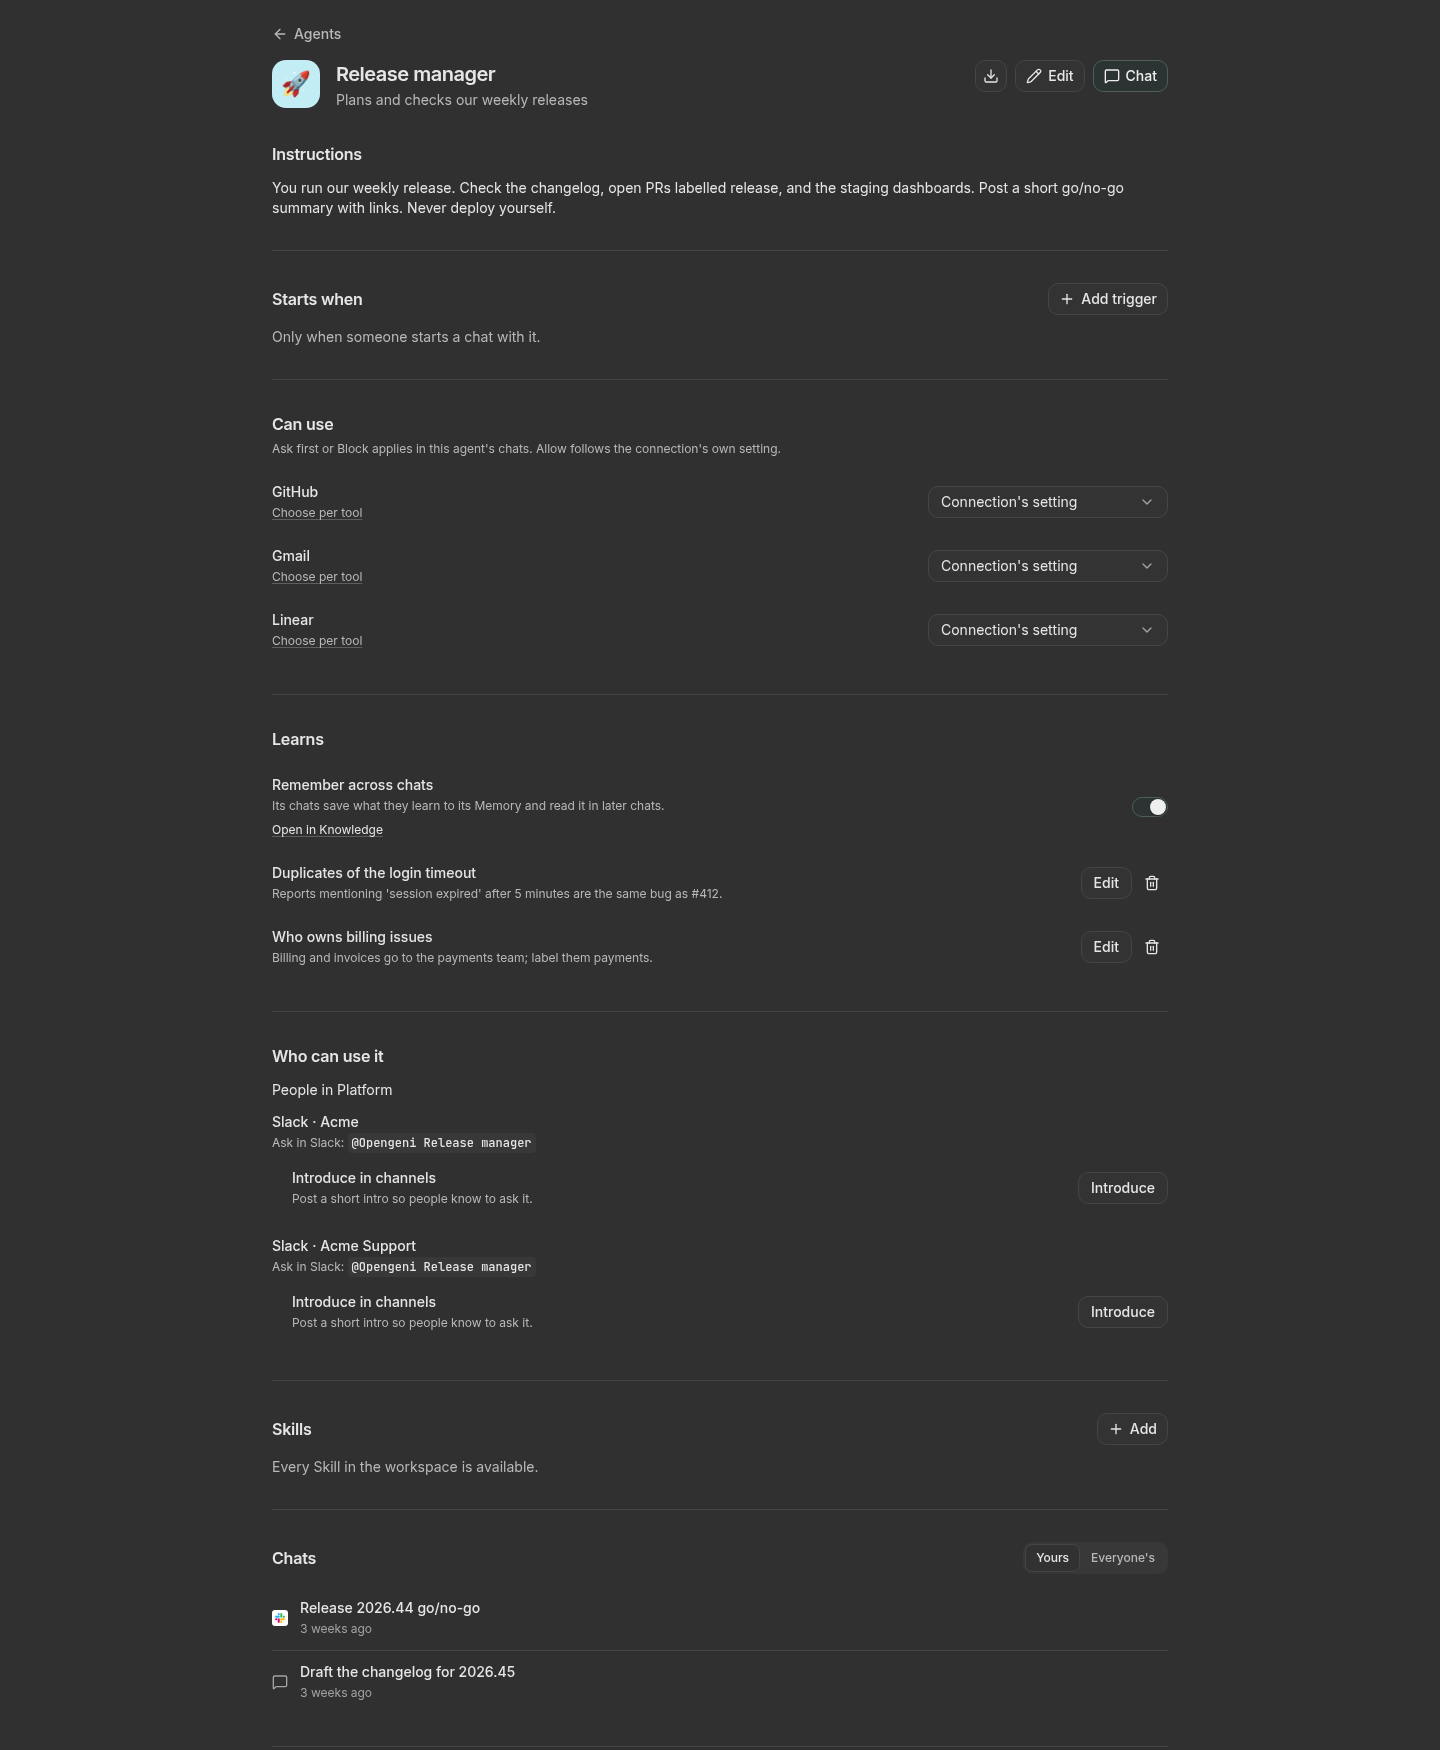 Agents
Release manager
Plans and checks our weekly releases
Edit
Chat
Instructions
You run our weekly release. Check the changelog, open PRs labelled release, and the staging dashboards. Post a short go/no-go
summary with links. Never deploy yourself.
Starts when
Add trigger
Only when someone starts a chat with it.
Can use
Ask first or Block applies in this agent's chats. Allow follows the connection's own setting.
GitHub
Choose per tool
Connection's setting
Gmail
Choose per tool
Connection's setting
Linear
Choose per tool
Connection's setting
Learns
Remember across chats
Its chats save what they learn to its Memory and read it in later chats.
Open in Knowledge
Duplicates of the login timeout
Reports mentioning 'session expired' after 5 minutes are the same bug as #412.
Edit
Who owns billing issues
Billing and invoices go to the payments team; label them payments.
Edit
Who can use it
People in Platform
Slack · Acme
Ask in Slack: @Opengeni Release manager
Introduce in channels
Post a short intro so people know to ask it.
Introduce
Slack · Acme Support
Ask in Slack: @Opengeni Release manager
Introduce in channels
Post a short intro so people know to ask it.
Introduce
Skills
Add
Every Skill in the workspace is available.
Chats
Yours
Everyone's
Release 2026.44 go/no-go
3 weeks ago
Draft the changelog for 2026.45
3 weeks ago